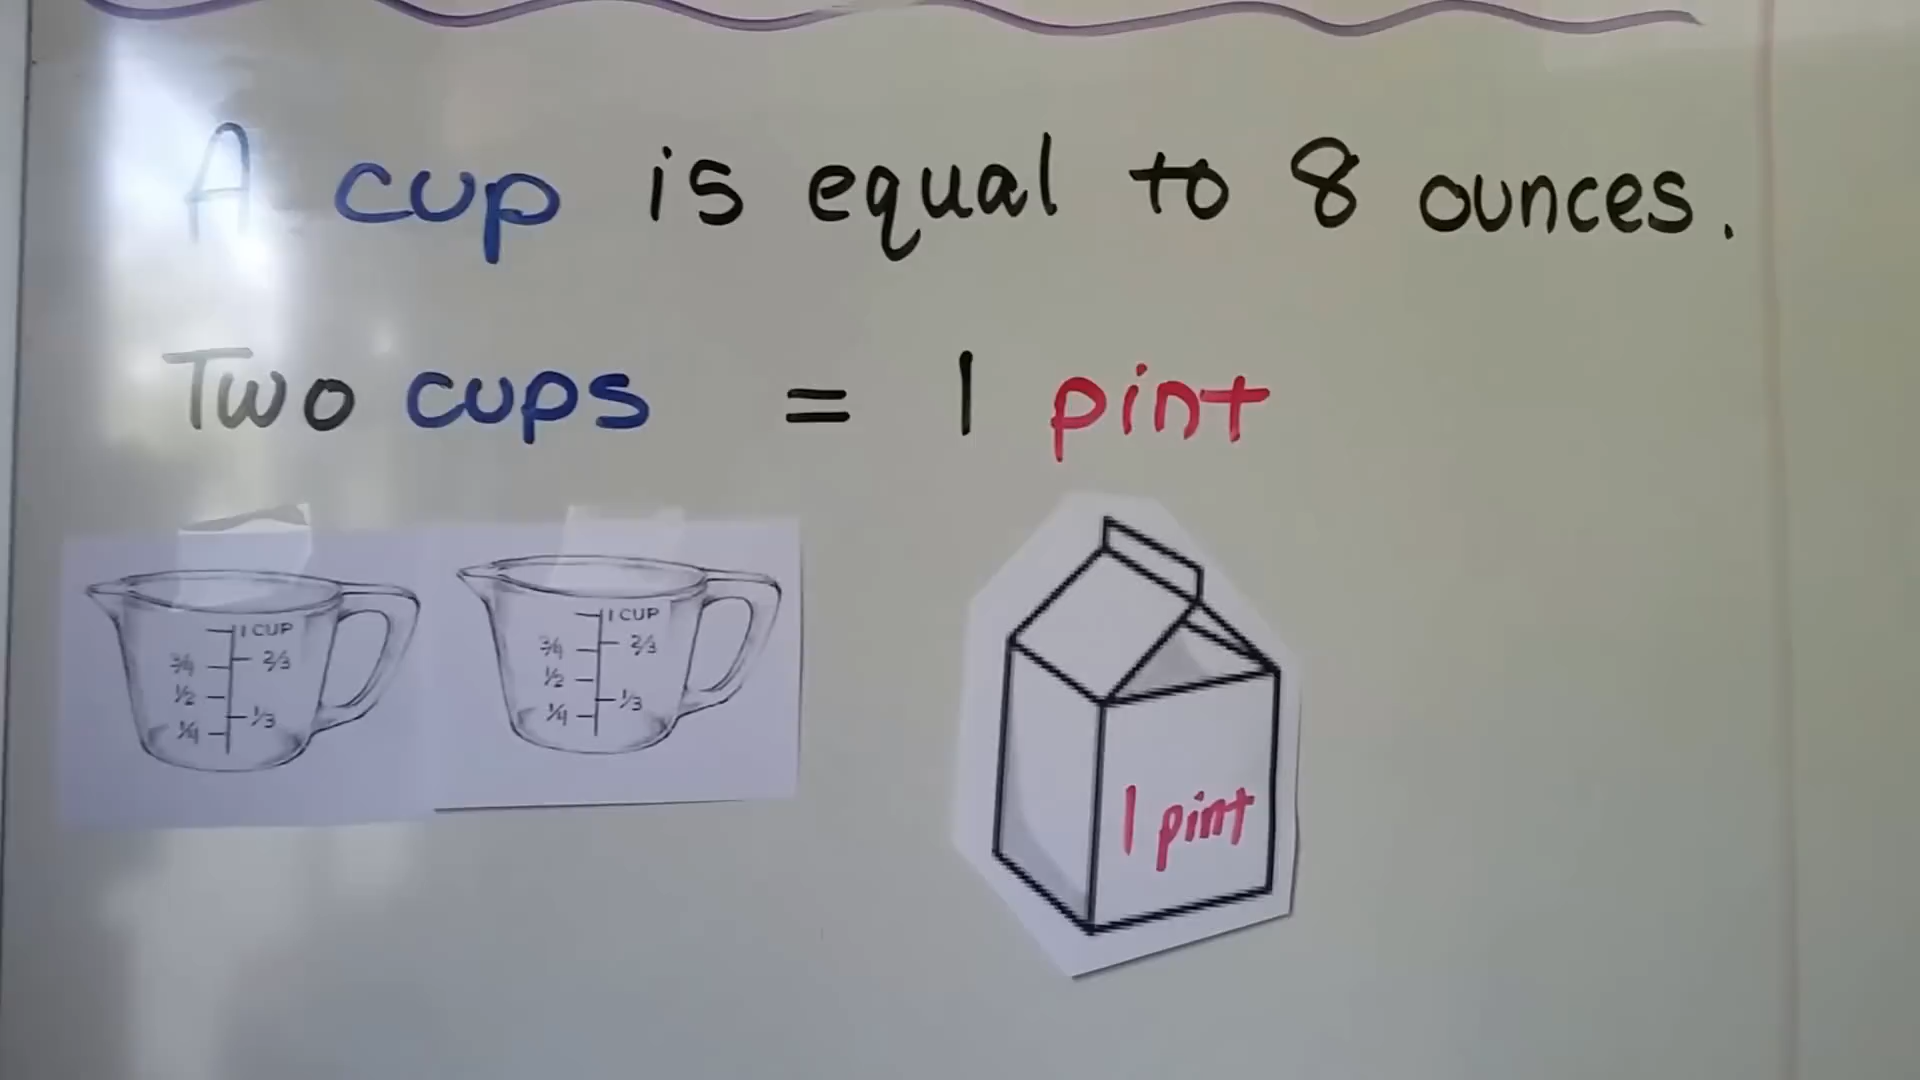 A cup is equal to 8 ounces.
Two cups = 1 pint
1 CUP
3/4 2/3
1/2
1/3
1/4
1 CUP
3/4 2/3
1/2
1/3
1/4
1 pint